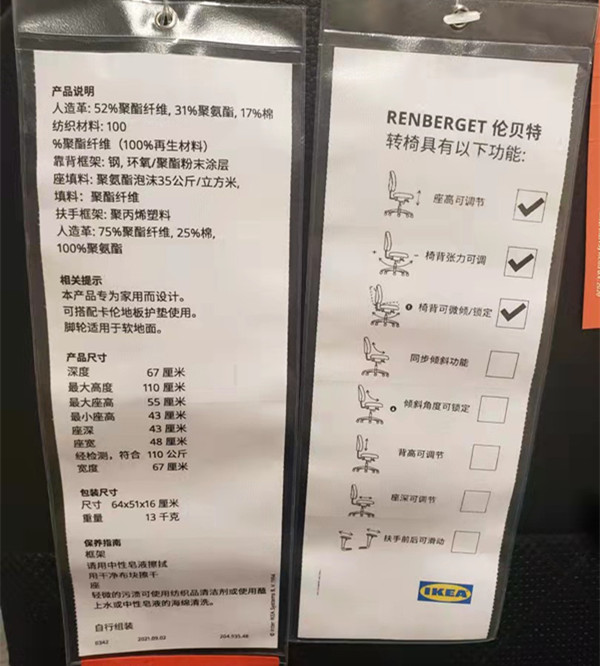 产品说明
人造革: 52%聚酯纤维, 31%聚氨酯, 17%棉
纺织材料: 100
%聚酯纤维（100%再生材料）
靠背框架: 钢, 环氧/聚酯粉末涂层
座填料: 聚氨酯泡沫35公斤/立方米,
填料: 聚酯纤维
扶手框架: 聚丙烯塑料
人造革: 75%聚酯纤维, 25%棉,
100%聚氨酯
相关提示
本产品专为家用而设计。
可搭配卡伦地板护垫使用。
脚轮适用于软地面。
产品尺寸
深度 67 厘米
最大高度 110 厘米
最大座高 55 厘米
最小座高 43 厘米
座深 43 厘米
座宽 48 厘米
经检测，符合 110 公斤
宽度 67 厘米
包装尺寸
尺寸 64x51x16 厘米
重量 13 千克
保养指南
框架
请用中性皂液擦拭
用干净布块擦干
座
轻微的污渍可使用纺织品清洁剂或使用蘸
上水或中性皂液的海绵清洗。
自行组装
0342 2021.09.03 204.935.48
RENBERGET 伦贝特
转椅具有以下功能:
座高可调节
椅背张力可调
椅背可微倾/锁定
同步倾斜功能
倾斜角度可锁定
背高可调节
座深可调节
扶手前后可滑动
IKEA